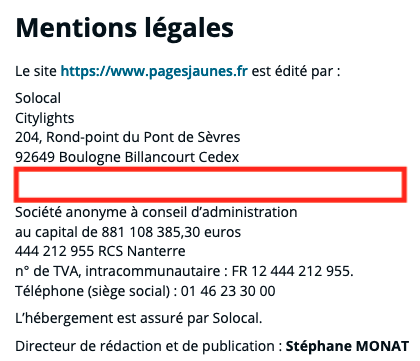 Mentions légales
Le site https://www.pagesjaunes.fr est édité par :
Solocal
Citylights
204, Rond-point du Pont de Sèvres
92649 Boulogne Billancourt Cedex
Société anonyme à conseil d’administration
au capital de 881 108 385,30 euros
444 212 955 RCS Nanterre
n° de TVA, intracommunautaire : FR 12 444 212 955.
Téléphone (siège social) : 01 46 23 30 00
L’hébergement est assuré par Solocal.
Directeur de rédaction et de publication : Stéphane MONAT